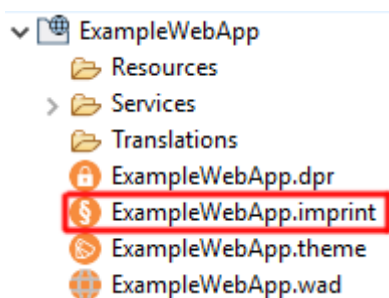 ExampleWebApp
Resources
Services
Translations
ExampleWebApp.dpr
§ ExampleWebApp.imprint
ExampleWebApp.theme
ExampleWebApp.wad